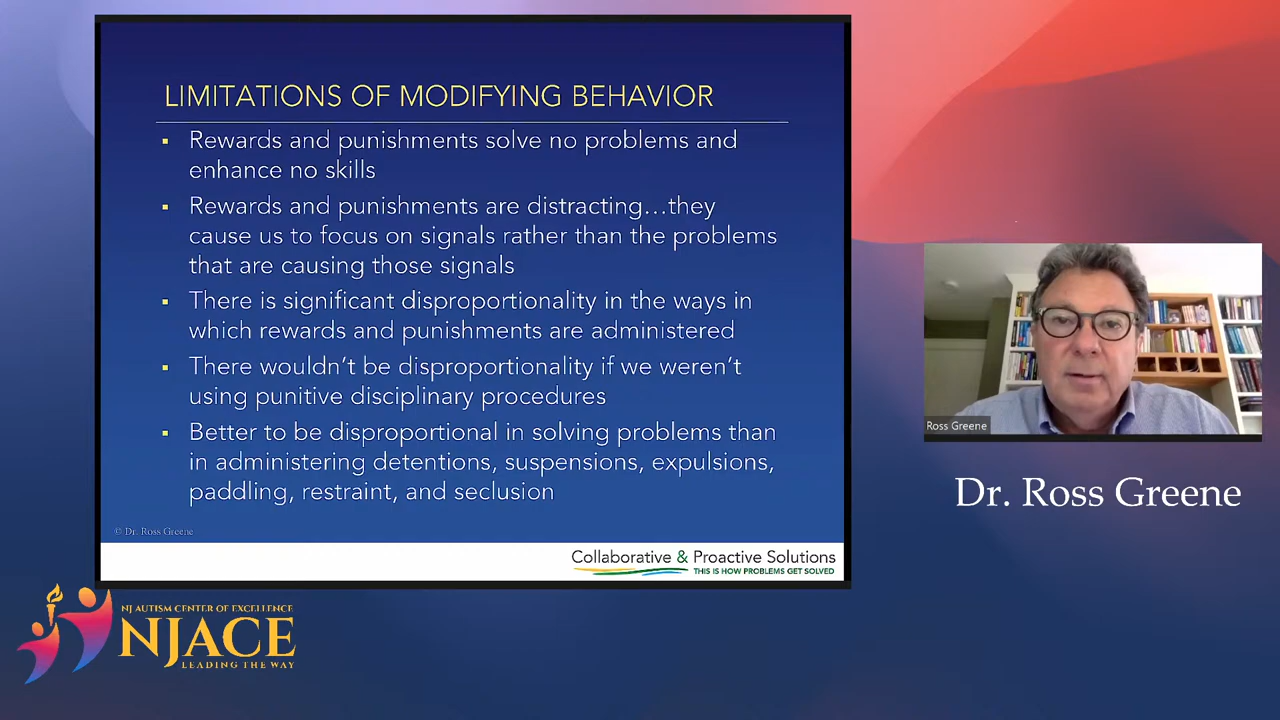 LIMITATIONS OF MODIFYING BEHAVIOR
▪ Rewards and punishments solve no problems and
enhance no skills
▪ Rewards and punishments are distracting…they
cause us to focus on signals rather than the problems
that are causing those signals
▪ There is significant disproportionality in the ways in
which rewards and punishments are administered
▪ There wouldn't be disproportionality if we weren't
using punitive disciplinary procedures
▪ Better to be disproportional in solving problems than
in administering detentions, suspensions, expulsions,
paddling, restraint, and seclusion
© Dr. Ross Greene
Collaborative & Proactive Solutions
THIS IS HOW PROBLEMS GET SOLVED
Ross Greene
Dr. Ross Greene
NJ AUTISM CENTER OF EXCELLENCE
NJACE
LEADING THE WAY